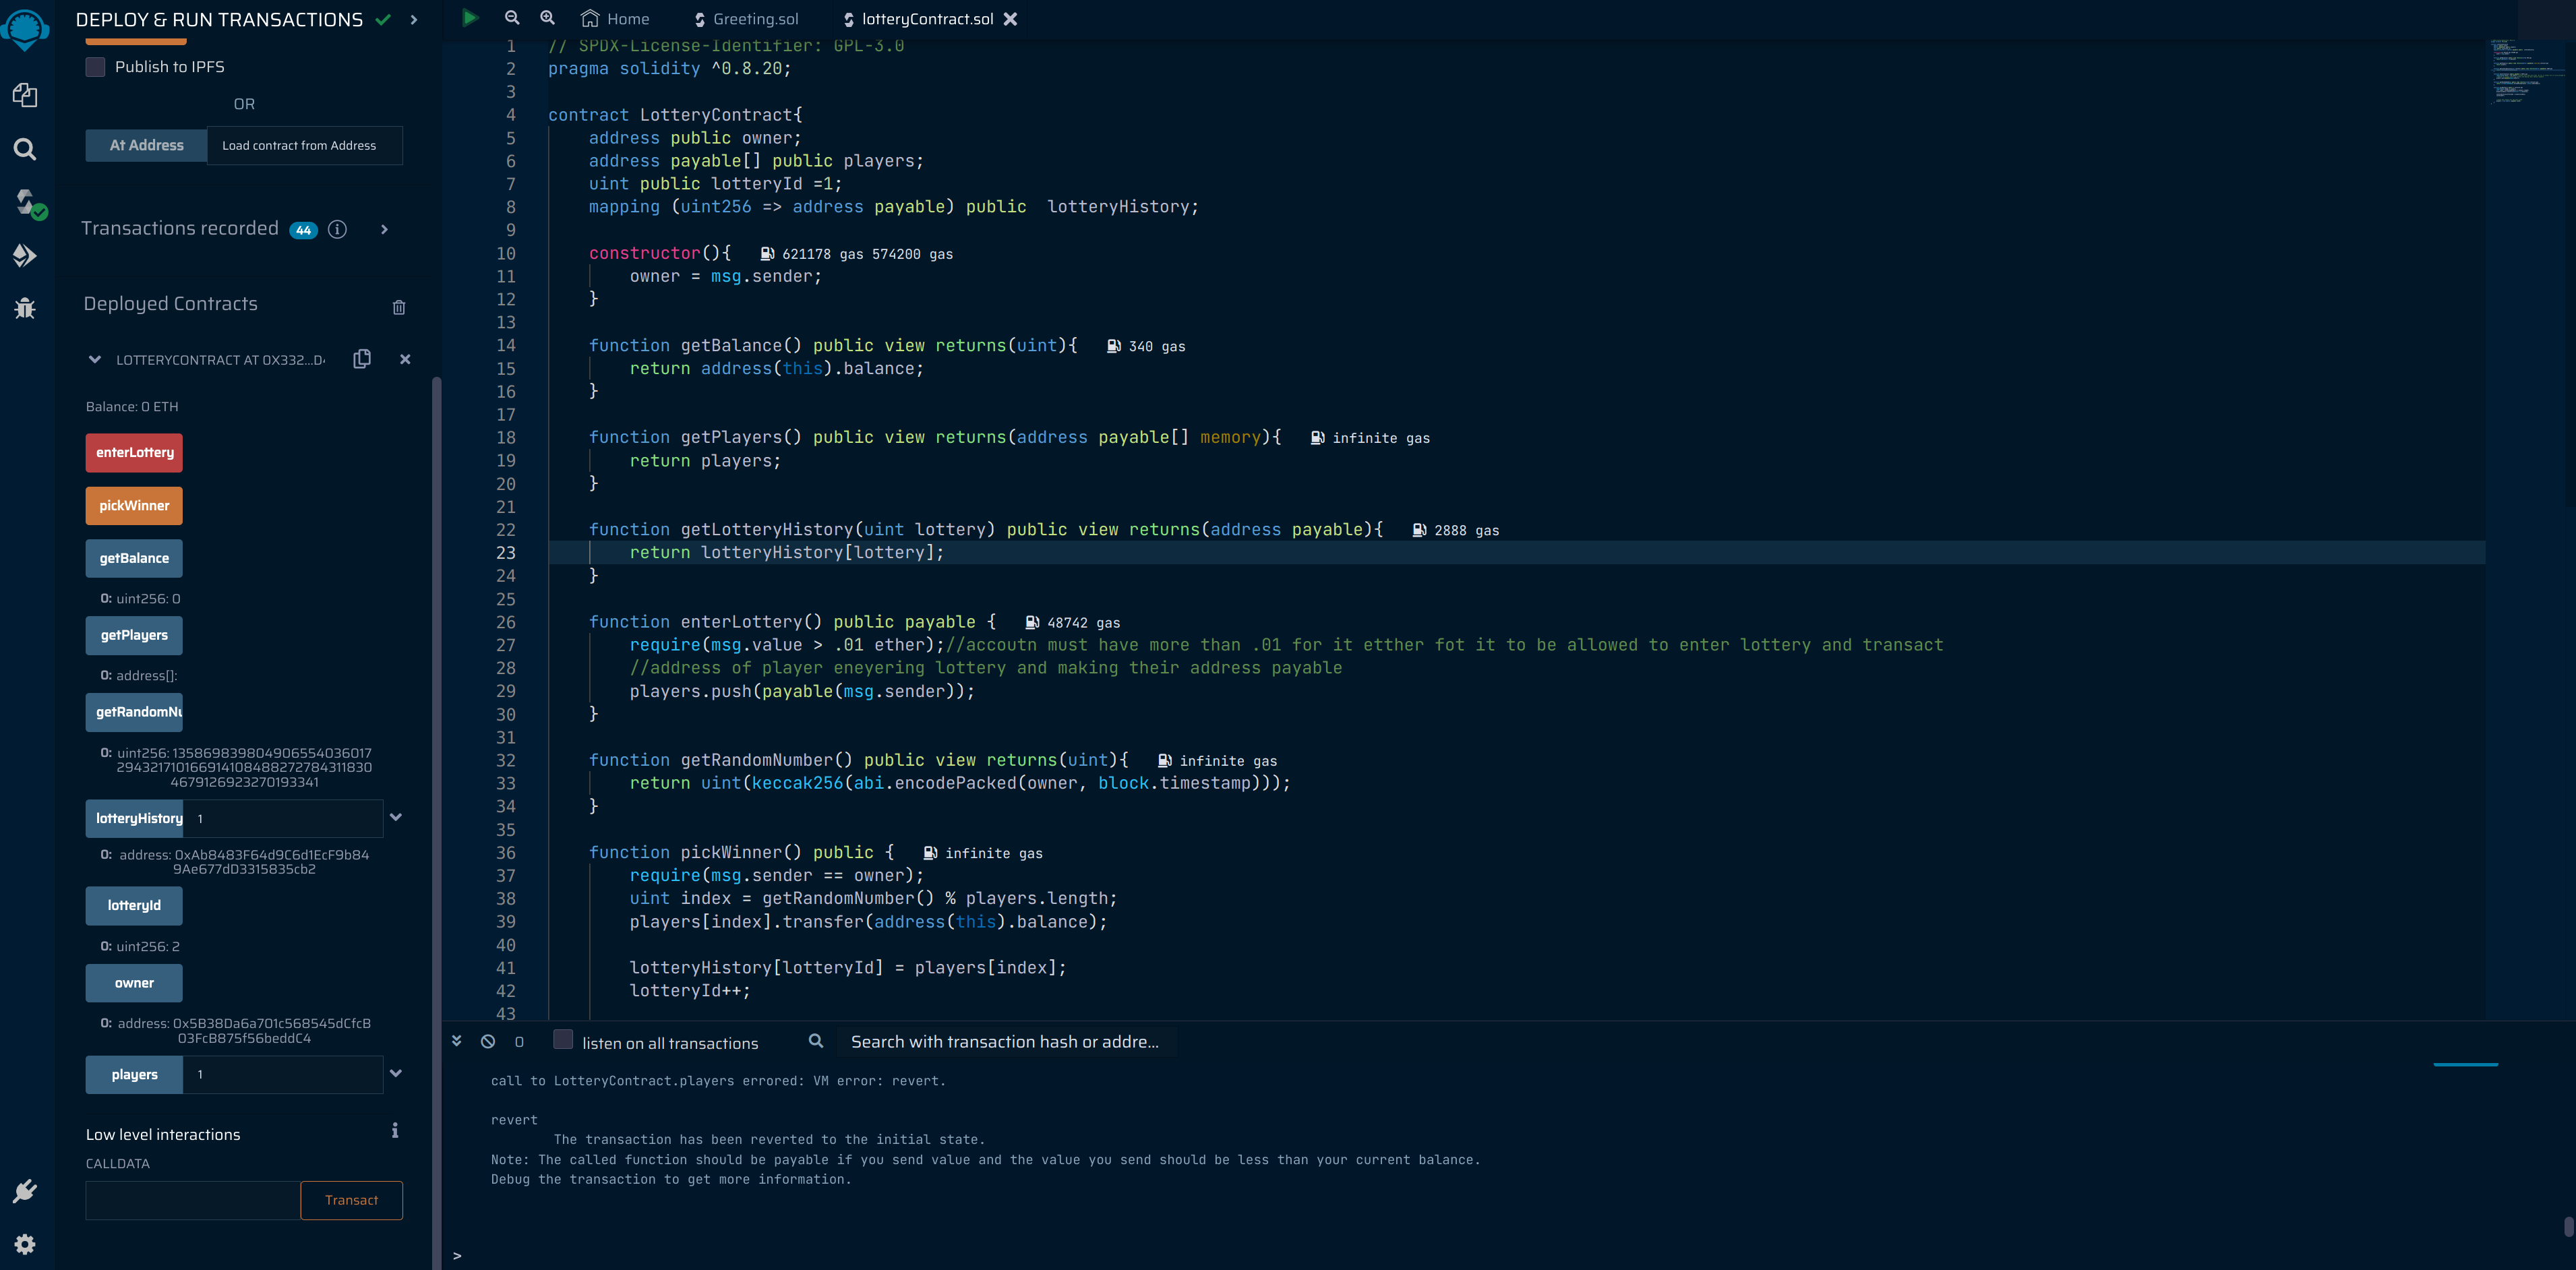 DEPLOY & RUN TRANSACTIONS
Publish to IPFS
OR
At Address
Load contract from Address
Transactions recorded 44
Deployed Contracts
LOTTERYCONTRACT AT 0X332...D4
Balance: 0 ETH
enterLottery
pickWinner
getBalance
0: uint256: 0
getPlayers
0: address[]:
getRandomNu
0: uint256: 135869839804906554036017
294321710166914108488272784311830
4679126923270193341
lotteryHistory 1
0: address: 0xAb8483F64d9C6d1EcF9b84
9Ae677dD3315835cb2
lotteryId
0: uint256: 2
owner
0: address: 0x5B38Da6a701c568545dCfcB
03FcB875f56beddC4
players 1
Low level interactions
CALLDATA
Transact
Home
Greeting.sol
lotteryContract.sol
1 // SPDX-License-Identifier: GPL-3.0
2 pragma solidity ^0.8.20;
3
4 contract LotteryContract{
5 address public owner;
6 address payable[] public players;
7 uint public lotteryId =1;
8 mapping (uint256 => address payable) public  lotteryHistory;
9
10 constructor(){ 621178 gas 574200 gas
11 owner = msg.sender;
12 }
13
14 function getBalance() public view returns(uint){ 340 gas
15 return address(this).balance;
16 }
17
18 function getPlayers() public view returns(address payable[] memory){ infinite gas
19 return players;
20 }
21
22 function getLotteryHistory(uint lottery) public view returns(address payable){ 2888 gas
23 return lotteryHistory[lottery];
24 }
25
26 function enterLottery() public payable { 48742 gas
27 require(msg.value > .01 ether);//accoutn must have more than .01 for it etther fot it to be allowed to enter lottery and transact
28 //address of player eneyering lottery and making their address payable
29 players.push(payable(msg.sender));
30 }
31
32 function getRandomNumber() public view returns(uint){ infinite gas
33 return uint(keccak256(abi.encodePacked(owner, block.timestamp)));
34 }
35
36 function pickWinner() public { infinite gas
37 require(msg.sender == owner);
38 uint index = getRandomNumber() % players.length;
39 players[index].transfer(address(this).balance);
40
41 lotteryHistory[lotteryId] = players[index];
42 lotteryId++;
43
0
listen on all transactions
Search with transaction hash or addre...
call to LotteryContract.players errored: VM error: revert.
revert
The transaction has been reverted to the initial state.
Note: The called function should be payable if you send value and the value you send should be less than your current balance.
Debug the transaction to get more information.
>